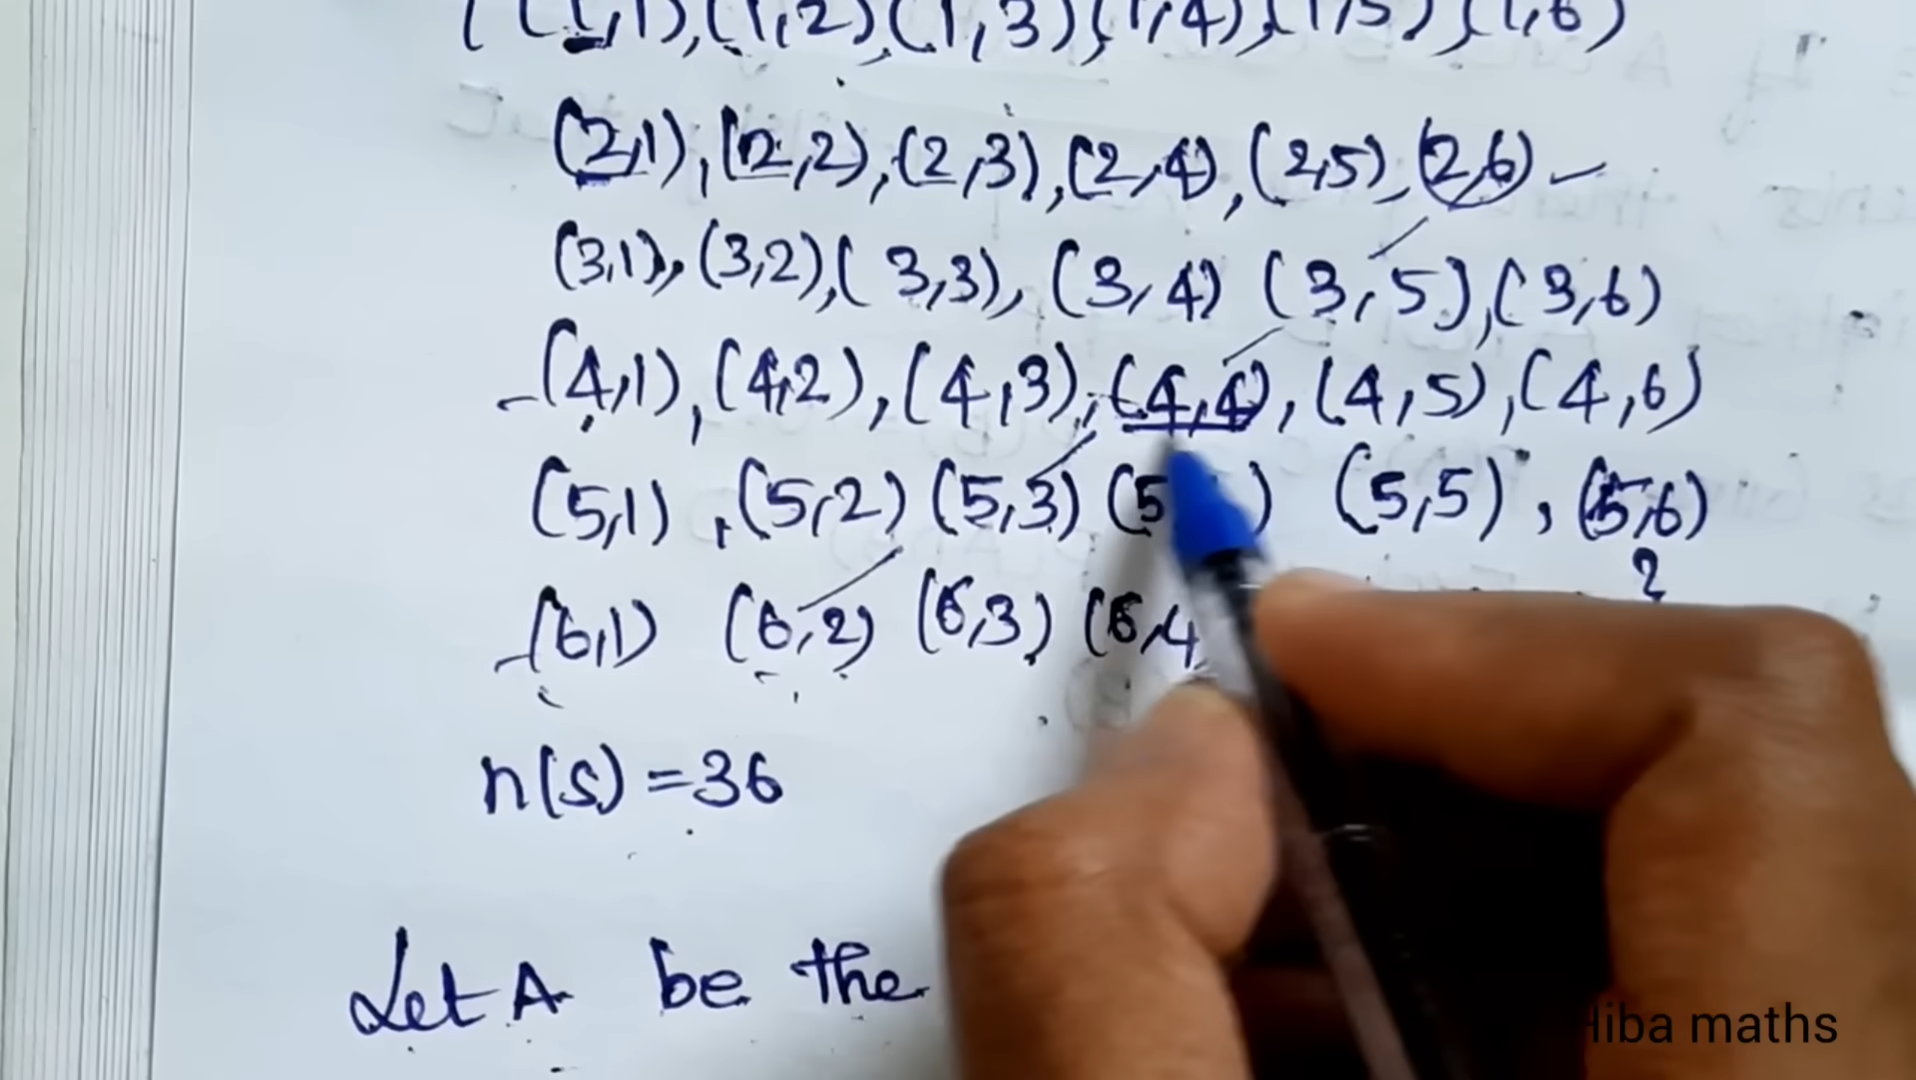 ((1,1),(1,2),(1,3),(1,4),(1,5),(1,6)
(2,1),(2,2),(2,3),(2,4),(2,5),(2,6)
(3,1),(3,2),(3,3),(3,4) (3,5),(3,6)
(4,1),(4,2),(4,3),(4,4),(4,5),(4,6)
(5,1),(5,2) (5,3) (5 ) (5,5),(5,6)
(6,1) (6,2) (6,3) (6,4
n(s)=36
Let A be the
Hiba maths